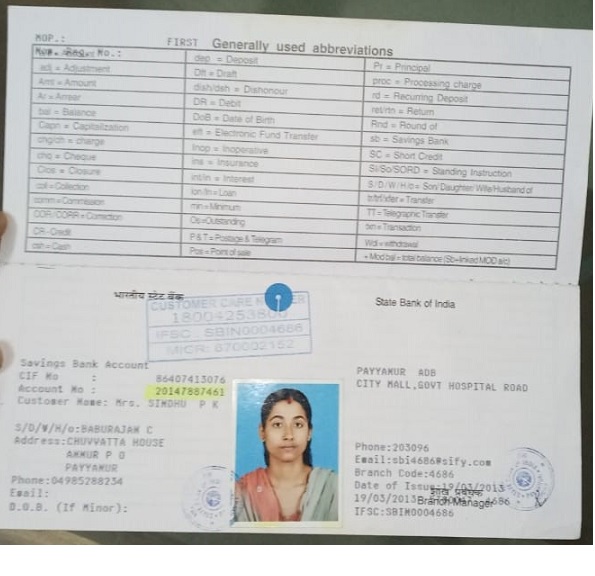 MOP.:
FIRST Generally used abbreviations
Mop. Reg. No.:
adj = Adjustment
Amt = Amount
Ar = Arrear
bal = Balance
Capn = Capitalization
chg/ch = charge
chq = Cheque
Clos = Closure
col = Collection
comm = Commission
COR/CORR = Correction
CR- Credit
csh = Cash
dep = Deposit
Dft = Draft
dish/dsh = Dishonour
DR = Debit
DoB = Date of Birth
eft = Electronic Fund Transfer
Inop = Inoperative
Ins = Insurance
int/in = Interest
lon/ln = Loan
min = Minimum
Os=Outstanding
P & T = Postage & Telegram
Pos = Point of sale
Pr = Principal
proc = Processing charge
rd = Recurring Deposit
ret/rtn = Return
Rnd = Round of
sb = Savings Bank
SC = Short Credit
SI/So/SORD = Standing Instruction
S / D / W / H/o = Son/ Daughter/ Wife/Husband of
= Transfer
TT = Telegraphic Transfer
txn = Transaction
Wdl = withdrawal
+ Mod bal = total balance (Sb+linked MOD a/c)
भारतीय स्टेट बैंक
State Bank of India
CUSTOMER CARE NUMBER
18004253800
IFSC SBIN0004686
MICR: 670002152
Savings Bank Account
CIF No : 86407413076
Account No : 20147887461
Customer Name: Mrs. SINDHU P K
S/D/W/H/o:BABURAJAN C
Address:CHUVVATTA HOUSE
P O
PAYYANUR
Phone:04985288234
Email:
D.O.B. (If Minor):
PAYYANUR ADB
CITY MALL,GOVT HOSPITAL ROAD
Phone:203096
Email:sbi4686@sify.com
Branch Code:4686
Date of Issue:19/03/2013
19/03/2013 4686
शाखा प्रबंधक
Branch Manager
IFSC:SBIN0004686